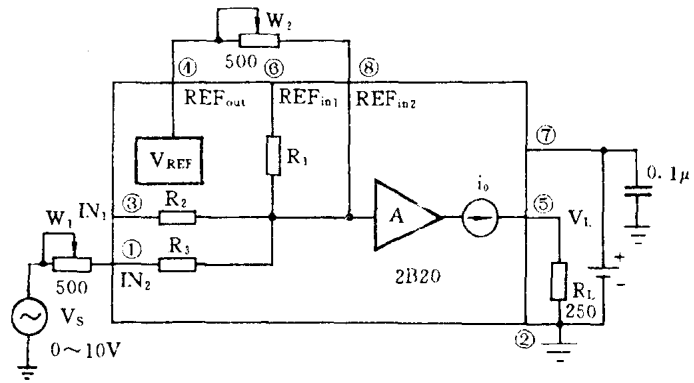 W₂
500
④ ⑥ ⑧
REFout REFin1 REFin2
VREF
R₁
⑦
0.1μ
W₁
③
IN₁
R₂
①
IN₂
R₃
500
A
i₀
⑤
VL
+
-
2B20
RL
250
VS
0～10V
②